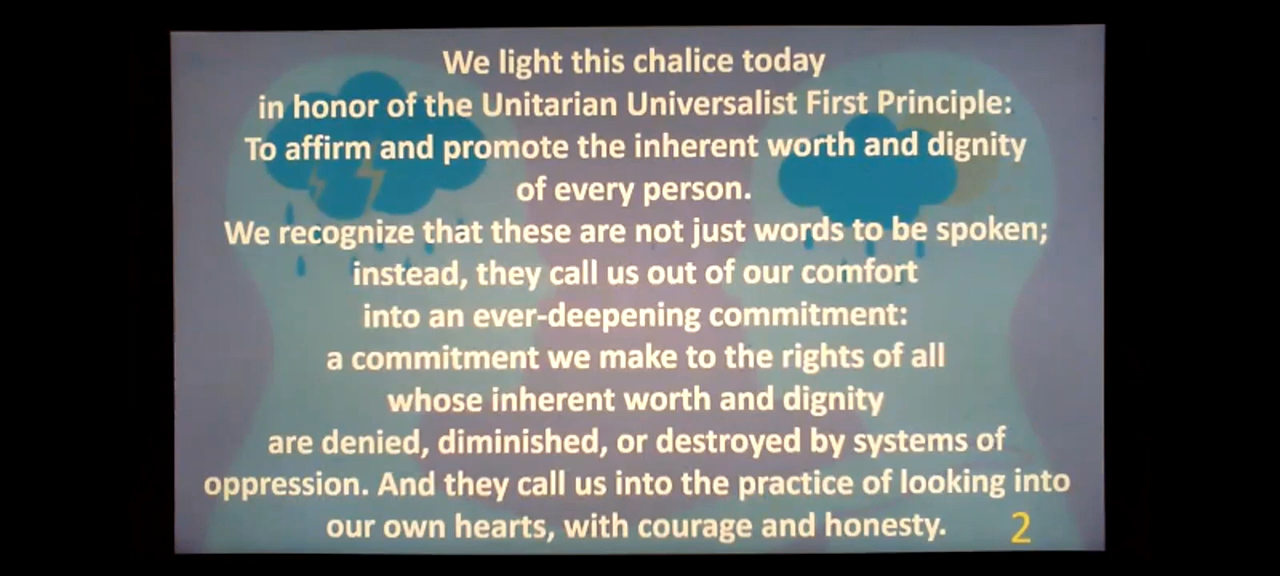 We light this chalice today
in honor of the Unitarian Universalist First Principle:
To affirm and promote the inherent worth and dignity
of every person.
We recognize that these are not just words to be spoken;
instead, they call us out of our comfort
into an ever-deepening commitment:
a commitment we make to the rights of all
whose inherent worth and dignity
are denied, diminished, or destroyed by systems of
oppression. And they call us into the practice of looking into
our own hearts, with courage and honesty.
2